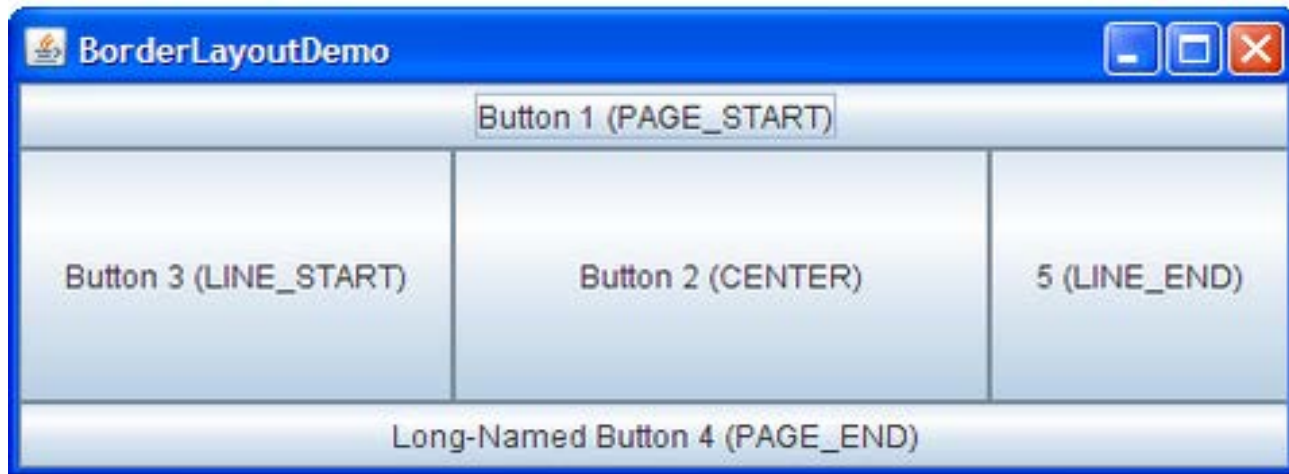 BorderLayoutDemo
Button 1 (PAGE_START)
Button 3 (LINE_START)
Button 2 (CENTER)
5 (LINE_END)
Long-Named Button 4 (PAGE_END)